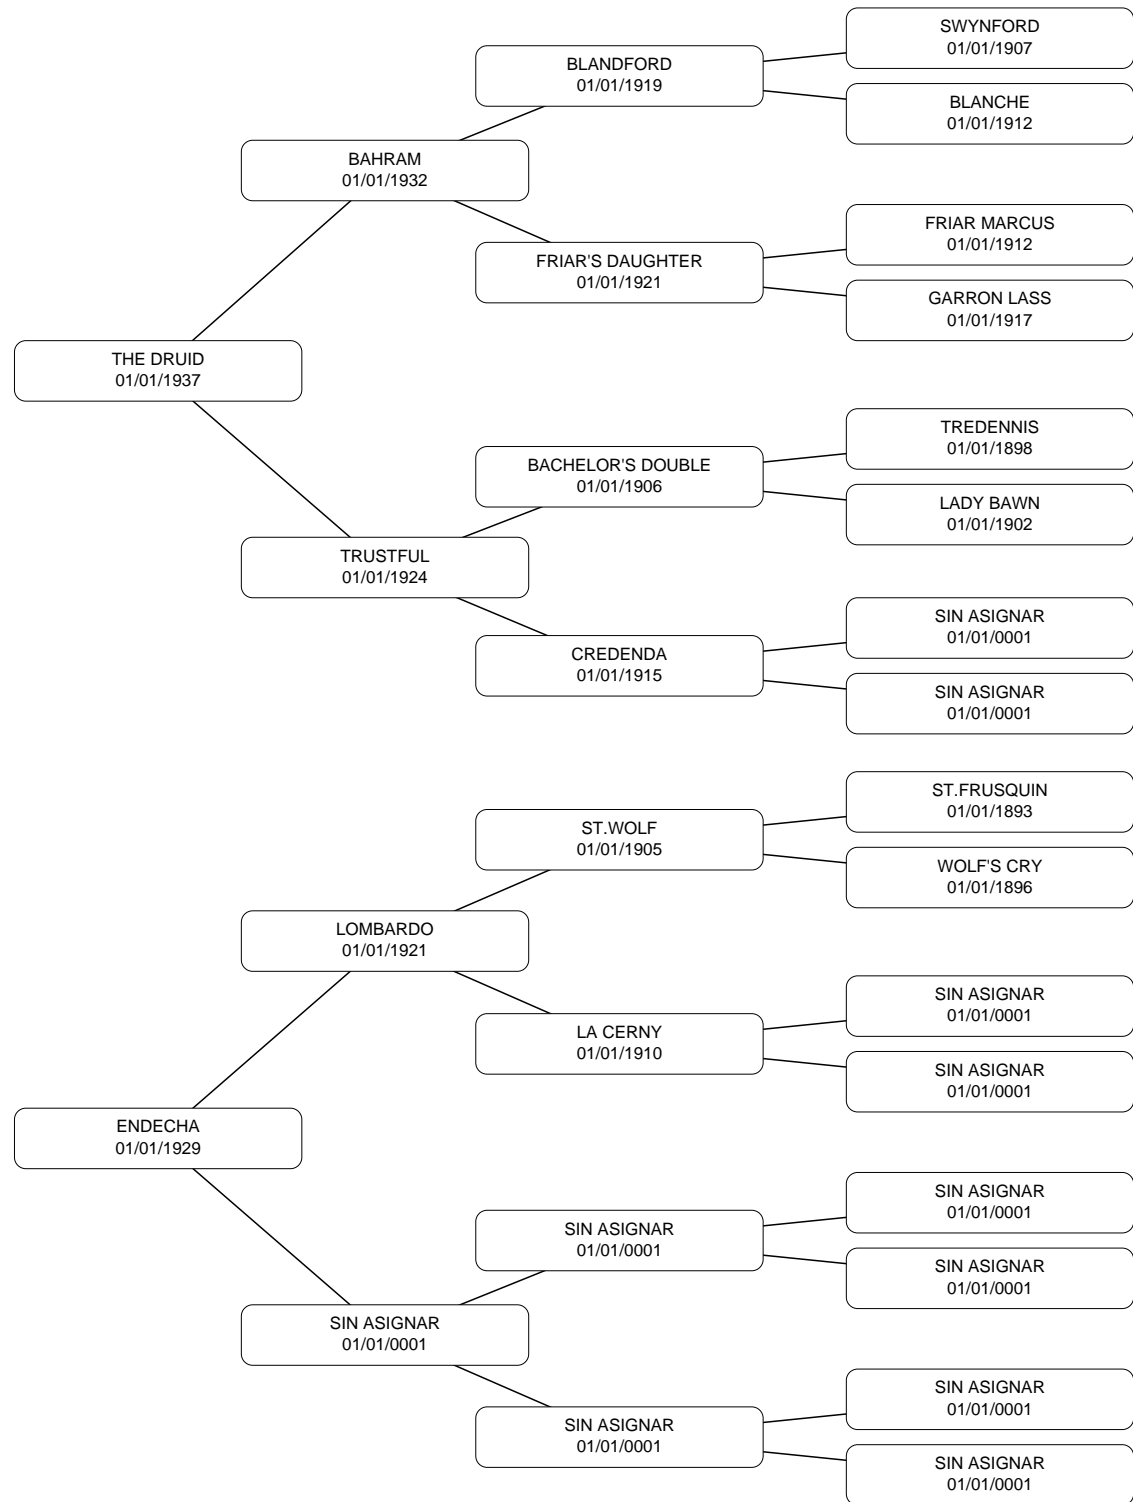 SWYNFORD
01/01/1907
BLANDFORD
01/01/1919
BLANCHE
01/01/1912
BAHRAM
01/01/1932
FRIAR MARCUS
01/01/1912
FRIAR'S DAUGHTER
01/01/1921
GARRON LASS
01/01/1917
THE DRUID
01/01/1937
TREDENNIS
01/01/1898
BACHELOR'S DOUBLE
01/01/1906
LADY BAWN
01/01/1902
TRUSTFUL
01/01/1924
SIN ASIGNAR
01/01/0001
CREDENDA
01/01/1915
SIN ASIGNAR
01/01/0001
ST.FRUSQUIN
01/01/1893
ST.WOLF
01/01/1905
WOLF'S CRY
01/01/1896
LOMBARDO
01/01/1921
SIN ASIGNAR
01/01/0001
LA CERNY
01/01/1910
SIN ASIGNAR
01/01/0001
ENDECHA
01/01/1929
SIN ASIGNAR
01/01/0001
SIN ASIGNAR
01/01/0001
SIN ASIGNAR
01/01/0001
SIN ASIGNAR
01/01/0001
SIN ASIGNAR
01/01/0001
SIN ASIGNAR
01/01/0001
SIN ASIGNAR
01/01/0001